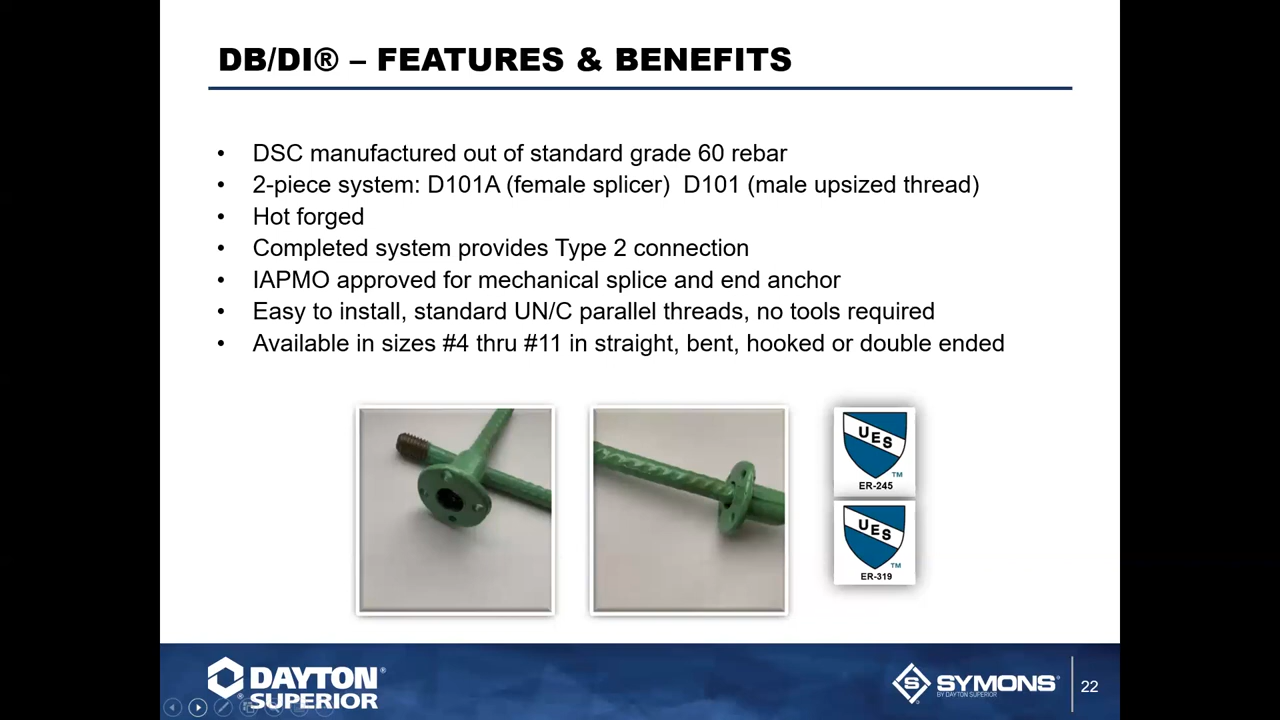 DB/DI® – FEATURES & BENEFITS
• DSC manufactured out of standard grade 60 rebar
• 2-piece system: D101A (female splicer)  D101 (male upsized thread)
• Hot forged
• Completed system provides Type 2 connection
• IAPMO approved for mechanical splice and end anchor
• Easy to install, standard UN/C parallel threads, no tools required
• Available in sizes #4 thru #11 in straight, bent, hooked or double ended
UES
™
ER-245
UES
™
ER-319
DAYTON®
SUPERIOR®
S SYMONS®
BY DAYTON SUPERIOR
22